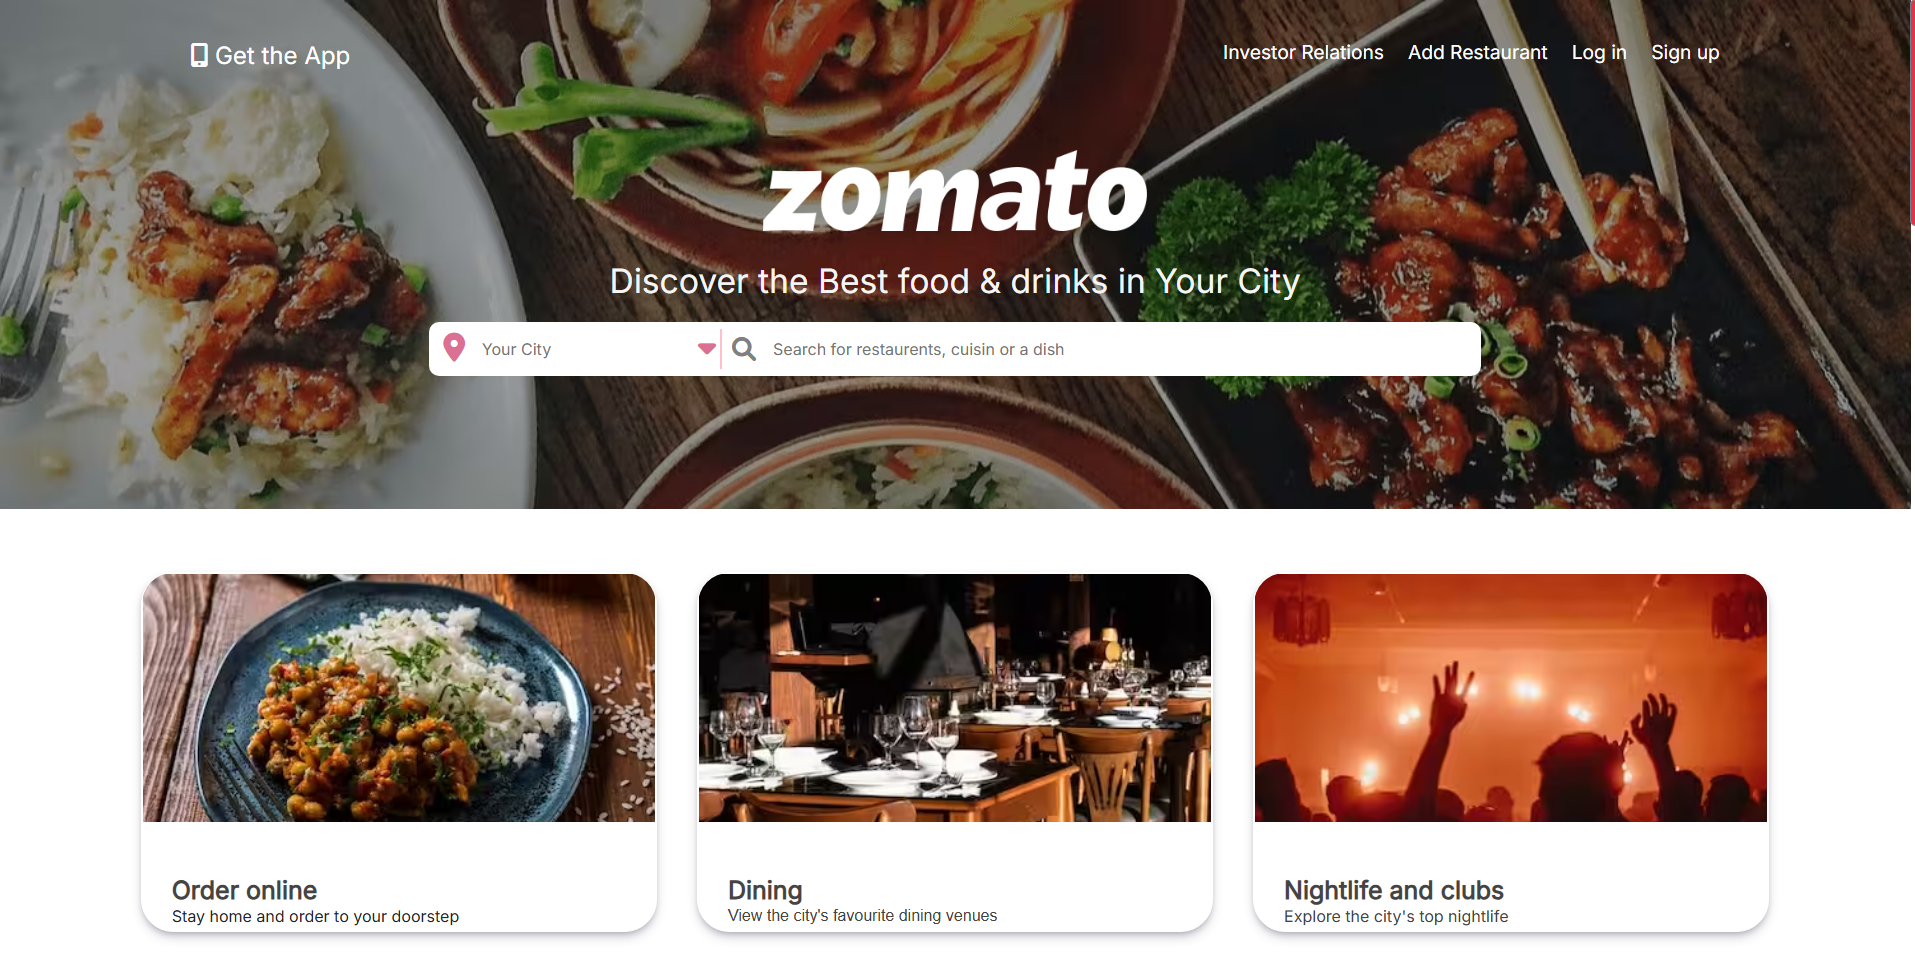 Get the App
Investor Relations Add Restaurant Log in Sign up
zomato
Discover the Best food & drinks in Your City
Your City
Search for restaurents, cuisin or a dish
Order online
Stay home and order to your doorstep
Dining
View the city's favourite dining venues
Nightlife and clubs
Explore the city's top nightlife